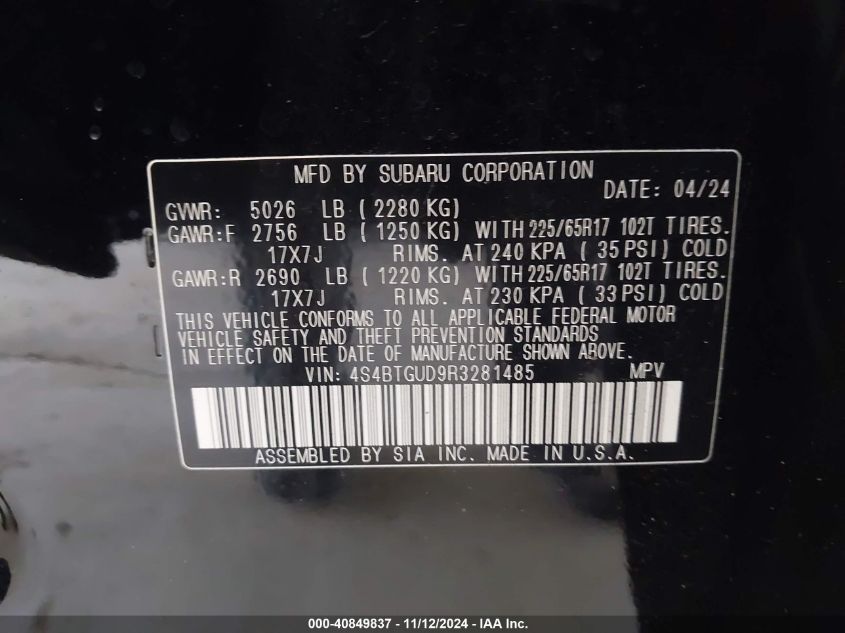 MFD BY SUBARU CORPORATION
DATE: 04/24
GVWR: 5026 LB ( 2280 KG)
GAWR:F 2756 LB ( 1250 KG) WITH 225/65R17 102T TIRES.
17X7J RIMS. AT 240 KPA ( 35 PSI) COLD
GAWR:R 2690 LB ( 1220 KG) WITH 225/65R17 102T TIRES.
17X7J RIMS. AT 230 KPA ( 33 PSI) COLD
THIS VEHICLE CONFORMS TO ALL APPLICABLE FEDERAL MOTOR
VEHICLE SAFETY AND THEFT PREVENTION STANDARDS
IN EFFECT ON THE DATE OF MANUFACTURE SHOWN ABOVE.
VIN: 4S4BTGUD9R3281485 MPV
ASSEMBLED BY SIA INC. MADE IN U.S.A.
000-40849837 - 11/12/2024 - IAAI.com